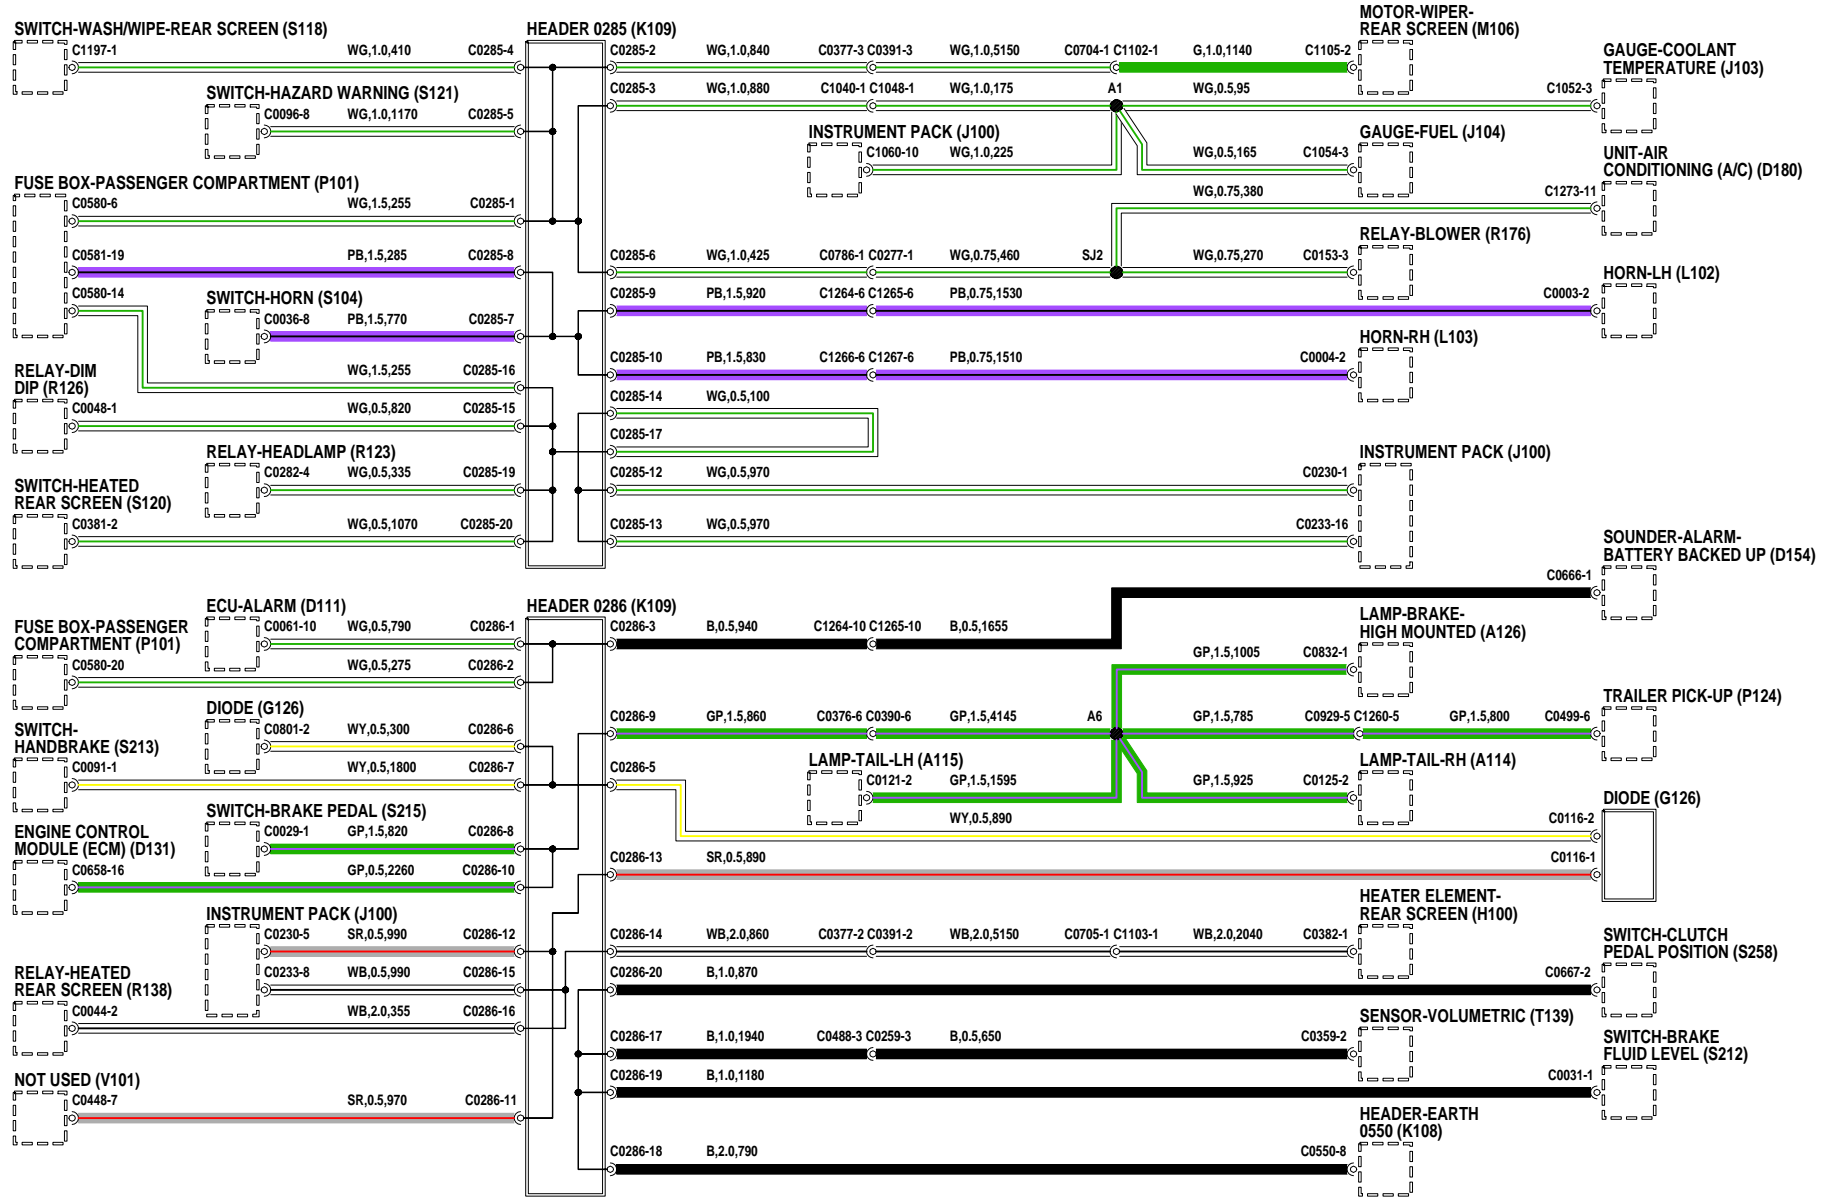 SWITCH-WASH/WIPE-REAR SCREEN (S118)
C1197-1 WG,1.0,410 C0285-4
SWITCH-HAZARD WARNING (S121)
C0096-8 WG,1.0,1170 C0285-5
FUSE BOX-PASSENGER COMPARTMENT (P101)
C0580-6 WG,1.5,255 C0285-1
C0581-19 PB,1.5,285 C0285-8
C0580-14
SWITCH-HORN (S104)
C0036-8 PB,1.5,770 C0285-7
WG,1.5,255 C0285-16
RELAY-DIM
DIP (R126)
C0048-1 WG,0.5,820 C0285-15
RELAY-HEADLAMP (R123)
C0282-4 WG,0.5,335 C0285-19
SWITCH-HEATED
REAR SCREEN (S120)
C0381-2 WG,0.5,1070 C0285-20
HEADER 0285 (K109)
C0285-2 WG,1.0,840 C0377-3 C0391-3 WG,1.0,5150 C0704-1 C1102-1 G,1.0,1140 C1105-2
MOTOR-WIPER-
REAR SCREEN (M106)
C0285-3 WG,1.0,880 C1040-1 C1048-1 WG,1.0,175 A1 WG,0.5,95 C1052-3
GAUGE-COOLANT
TEMPERATURE (J103)
INSTRUMENT PACK (J100)
C1060-10 WG,1.0,225 WG,0.5,165 C1054-3
GAUGE-FUEL (J104)
WG,0.75,380 C1273-11
UNIT-AIR
CONDITIONING (A/C) (D180)
C0285-6 WG,1.0,425 C0786-1 C0277-1 WG,0.75,460 SJ2 WG,0.75,270 C0153-3
RELAY-BLOWER (R176)
C0285-9 PB,1.5,920 C1264-6 C1265-6 PB,0.75,1530 C0003-2
HORN-LH (L102)
C0285-10 PB,1.5,830 C1266-6 C1267-6 PB,0.75,1510 C0004-2
HORN-RH (L103)
C0285-14 WG,0.5,100
C0285-17
C0285-12 WG,0.5,970 C0230-1
INSTRUMENT PACK (J100)
C0285-13 WG,0.5,970 C0233-16
ECU-ALARM (D111)
C0061-10 WG,0.5,790 C0286-1
FUSE BOX-PASSENGER
COMPARTMENT (P101)
C0580-20 WG,0.5,275 C0286-2
DIODE (G126)
C0801-2 WY,0.5,300 C0286-6
SWITCH-
HANDBRAKE (S213)
C0091-1 WY,0.5,1800 C0286-7
SWITCH-BRAKE PEDAL (S215)
C0029-1 GP,1.5,820 C0286-8
ENGINE CONTROL
MODULE (ECM) (D131)
C0658-16 GP,0.5,2260 C0286-10
INSTRUMENT PACK (J100)
C0230-5 SR,0.5,990 C0286-12
C0233-8 WB,0.5,990 C0286-15
RELAY-HEATED
REAR SCREEN (R138)
C0044-2 WB,2.0,355 C0286-16
NOT USED (V101)
C0448-7 SR,0.5,970 C0286-11
HEADER 0286 (K109)
C0286-3 B,0.5,940 C1264-10 C1265-10 B,0.5,1655 C0666-1
SOUNDER-ALARM-
BATTERY BACKED UP (D154)
LAMP-BRAKE-
HIGH MOUNTED (A126)
GP,1.5,1005 C0832-1
C0286-9 GP,1.5,860 C0376-6 C0390-6 GP,1.5,4145 A6 GP,1.5,785 C0929-5 C1260-5 GP,1.5,800 C0499-6
TRAILER PICK-UP (P124)
C0286-5
LAMP-TAIL-LH (A115)
C0121-2 GP,1.5,1595 GP,1.5,925 C0125-2
LAMP-TAIL-RH (A114)
WY,0.5,890 C0116-2
DIODE (G126)
C0286-13 SR,0.5,890 C0116-1
HEATER ELEMENT-
REAR SCREEN (H100)
C0286-14 WB,2.0,860 C0377-2 C0391-2 WB,2.0,5150 C0705-1 C1103-1 WB,2.0,2040 C0382-1
C0286-20 B,1.0,870 C0667-2
SWITCH-CLUTCH
PEDAL POSITION (S258)
C0286-17 B,1.0,1940 C0488-3 C0259-3 B,0.5,650 C0359-2
SENSOR-VOLUMETRIC (T139)
C0286-19 B,1.0,1180 C0031-1
SWITCH-BRAKE
FLUID LEVEL (S212)
C0286-18 B,2.0,790 C0550-8
HEADER-EARTH
0550 (K108)